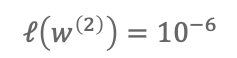 ℓ(w⁽²⁾) = 10⁻⁶